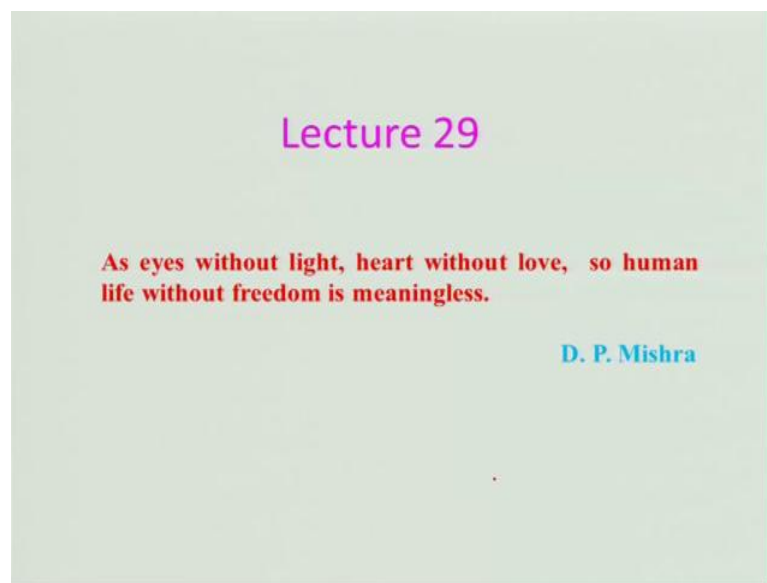 Lecture 29
As eyes without light, heart without love, so human
life without freedom is meaningless.
D. P. Mishra